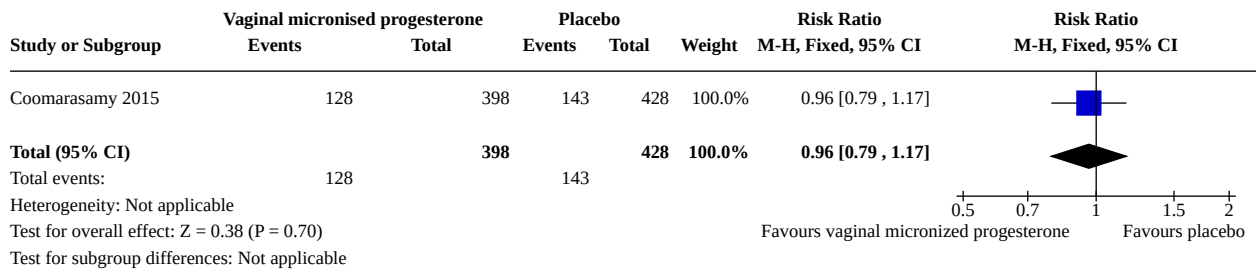 Vaginal micronised progesterone Placebo Risk Ratio Risk Ratio
Study or Subgroup Events Total Events Total Weight M-H, Fixed, 95% CI M-H, Fixed, 95% CI
Coomarasamy 2015 128 398 143 428 100.0% 0.96 [0.79 , 1.17]
Total (95% CI) 398 428 100.0% 0.96 [0.79 , 1.17]
Total events: 128 143
Heterogeneity: Not applicable 0.5 0.7 1 1.5 2
Test for overall effect: Z = 0.38 (P = 0.70) Favours vaginal micronized progesterone Favours placebo
Test for subgroup differences: Not applicable